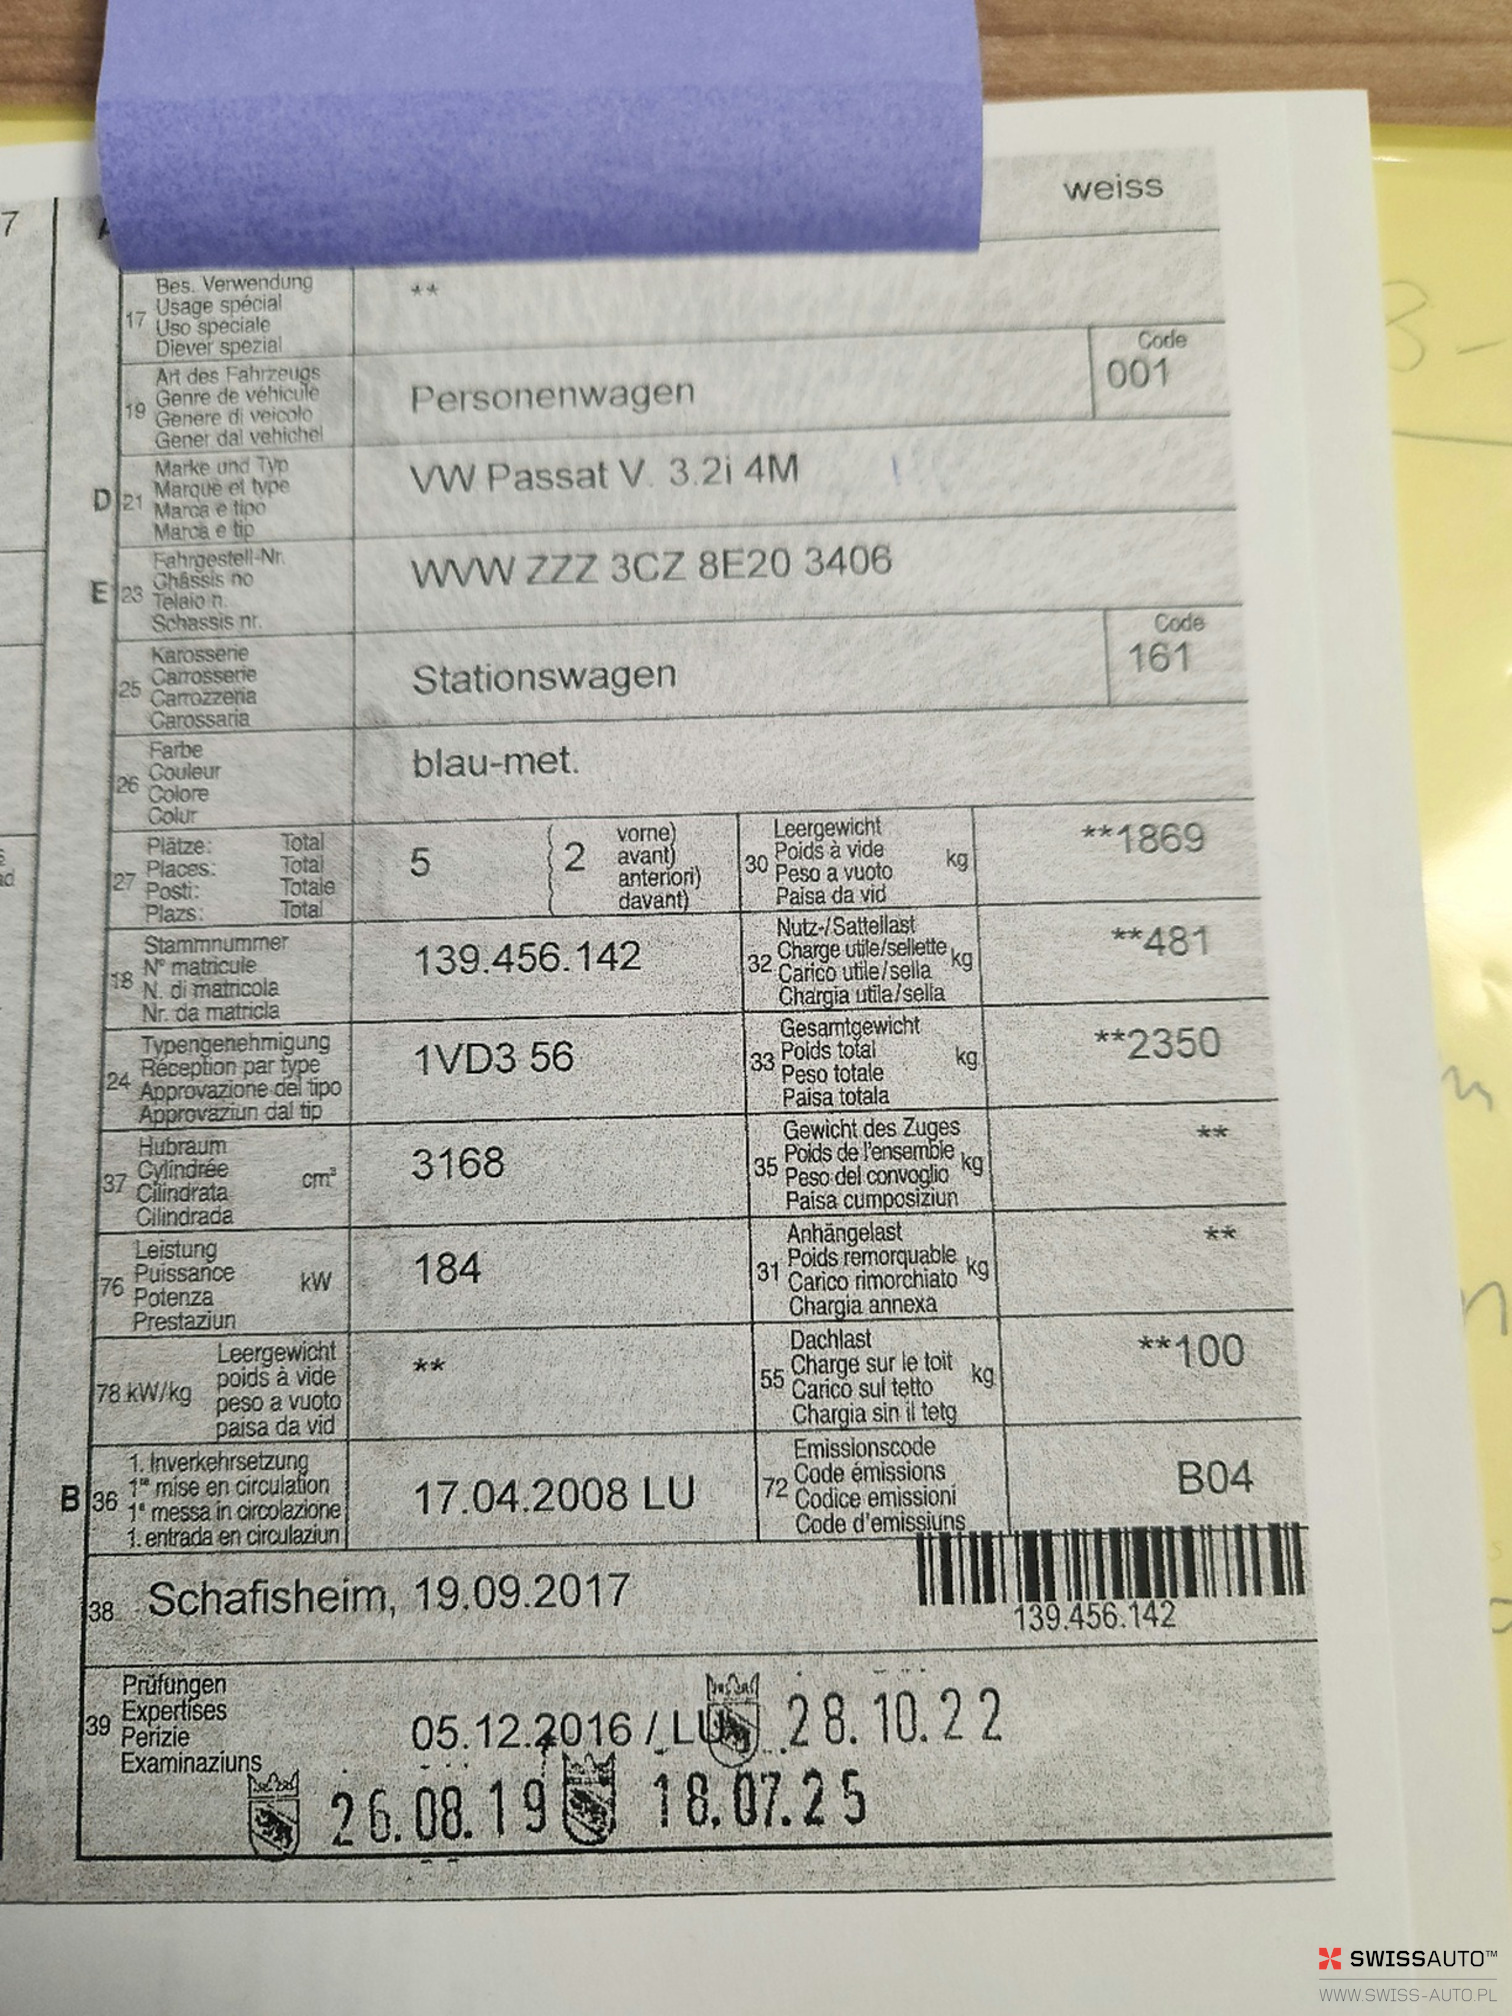 7
weiss
17 Bes. Verwendung
Usage spécial
Uso speciale
Diever spezial
**
19 Art des Fahrzeugs
Genre de véhicule
Genere di veicolo
Gener dal vehichel
Personenwagen
Code
001
D 21 Marke und Typ
Marque et type
Marca e tipo
Marca e tip
VW Passat V. 3.2i 4M
E 23 Fahrgestell-Nr.
Châssis no
Telaio n.
Schassis nr.
WVW ZZZ 3CZ 8E20 3406
25 Karosserie
Carrosserie
Carrozzeria
Carossaria
Stationswagen
Code
161
26 Farbe
Couleur
Colore
Colur
blau-met.
27 Plätze: Total
Places: Total
Posti: Totale
Plazs: Total
5 ( 2 vorne)
avant)
anteriori)
davant)
30 Leergewicht
Poids à vide
Peso a vuoto
Paisa da vid
kg
**1869
18 Stammnummer
N° matricule
N. di matricola
Nr. da matricla
139.456.142
32 Nutz-/Sattellast
Charge utile/sellette
Carico utile/sella
Chargia utila/sella
kg
**481
24 Typengenehmigung
Réception par type
Approvazione del tipo
Approvaziun dal tip
1VD3 56
33 Gesamtgewicht
Poids total
Peso totale
Paisa totala
kg
**2350
37 Hubraum
Cylindrée
Cilindrata
Cilindrada
cm³
3168
35 Gewicht des Zuges
Poids de l'ensemble
Peso del convoglio
Paisa cumposiziun
kg
**
76 Leistung
Puissance
Potenza
Prestaziun
kW
184
31 Anhängelast
Poids remorquable
Carico rimorchiato
Chargia annexa
kg
**
78 kW/kg Leergewicht
poids à vide
peso a vuoto
paisa da vid
**
55 Dachlast
Charge sur le toit
Carico sul tetto
Chargia sin il tetg
kg
**100
B 36 1. Inverkehrsetzung
1re mise en circulation
1a messa in circolazione
1. entrada en circulaziun
17.04.2008 LU
72 Emissionscode
Code émissions
Codice emissioni
Code d'emissiuns
B04
38 Schafisheim, 19.09.2017
139.456.142
39 Prüfungen
Expertises
Perizie
Examinaziuns
05.12.2016 / LU 28.10.22
26.08.19 18.07.25
SWISSAUTO™
WWW.SWISS-AUTO.PL